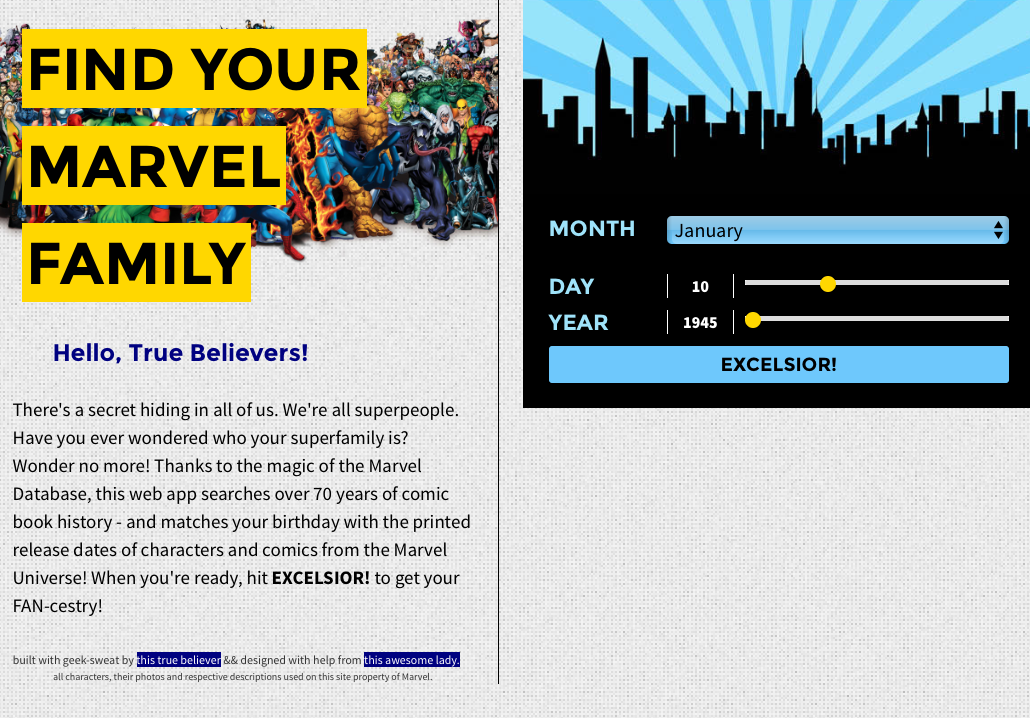 FIND YOUR
MARVEL
FAMILY
Hello, True Believers!
There's a secret hiding in all of us. We're all superpeople.
Have you ever wondered who your superfamily is?
Wonder no more! Thanks to the magic of the Marvel
Database, this web app searches over 70 years of comic
book history - and matches your birthday with the printed
release dates of characters and comics from the Marvel
Universe! When you're ready, hit EXCELSIOR! to get your
FAN-cestry!
built with geek-sweat by this true believer && designed with help from this awesome lady.
all characters, their photos and respective descriptions used on this site property of Marvel.
MONTH January
DAY 10
YEAR 1945
EXCELSIOR!